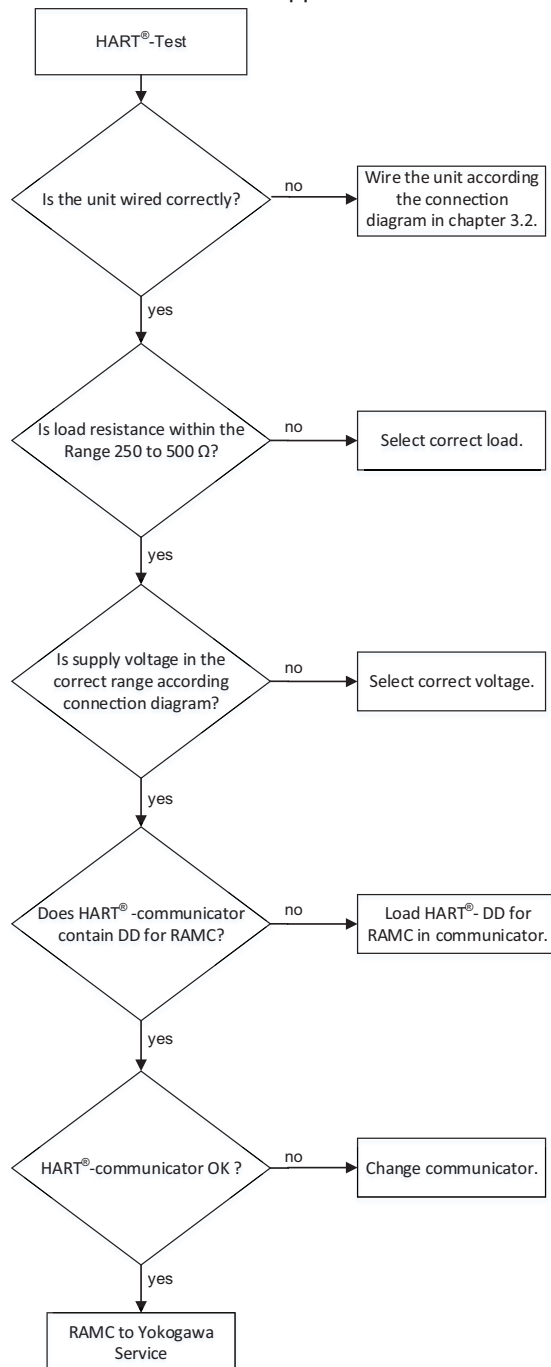 HART®-Test
Is the unit wired correctly?
no
Wire the unit according
the connection
diagram in chapter 3.2.
yes
Is load resistance within the
Range 250 to 500 Ω?
no
Select correct load.
yes
Is supply voltage in the
correct range according
connection diagram?
no
Select correct voltage.
yes
Does HART® -communicator
contain DD for RAMC?
no
Load HART®- DD for
RAMC in communicator.
yes
HART®-communicator OK ?
no
Change communicator.
yes
RAMC to Yokogawa
Service